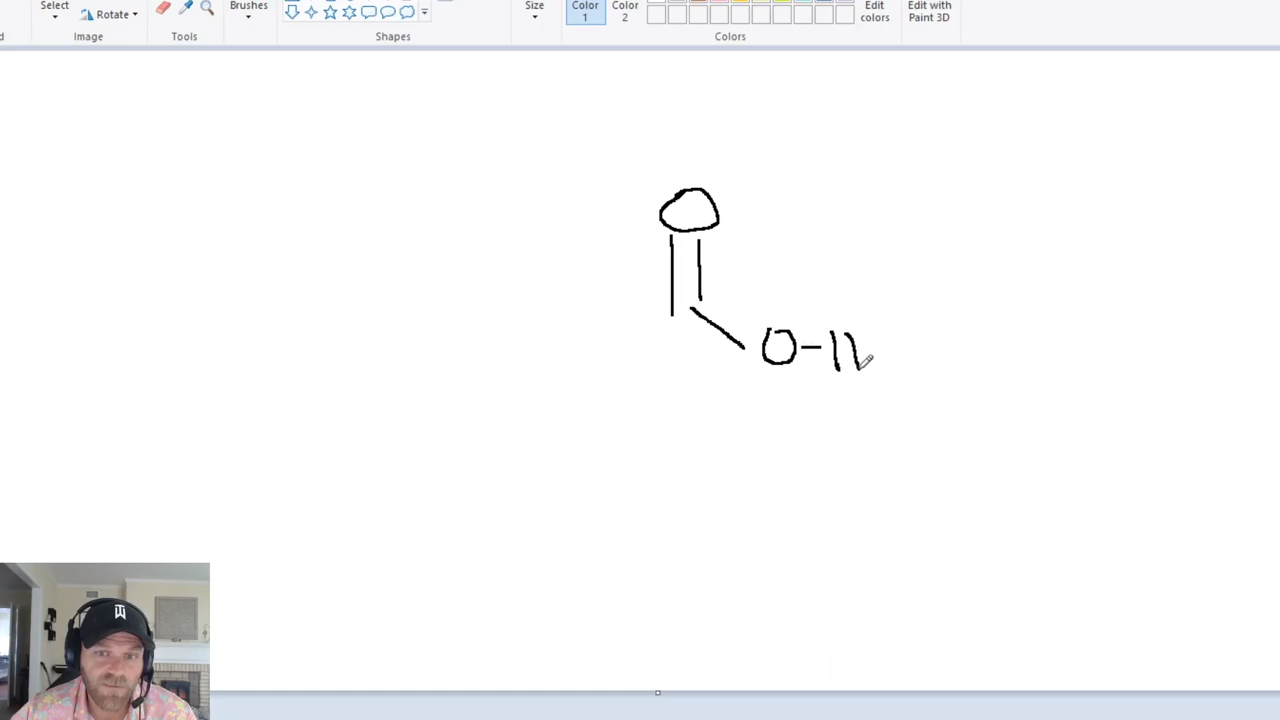 Select
Rotate
Image
Tools
Brushes
Shapes
Size
Color
1
Color
2
Edit
colors
Edit with
Paint 3D
Colors
O
O-